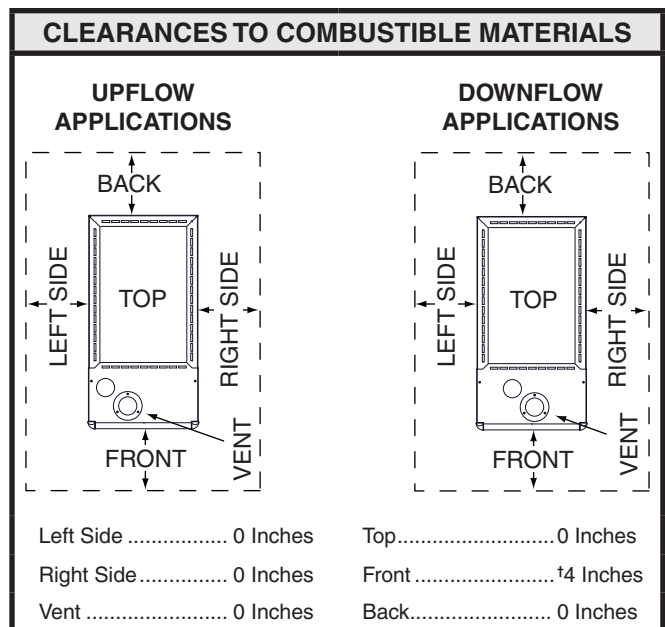 CLEARANCES TO COMBUSTIBLE MATERIALS
UPFLOW
APPLICATIONS
BACK
LEFT SIDE
TOP
RIGHT SIDE
FRONT
VENT
DOWNFLOW
APPLICATIONS
BACK
LEFT SIDE
TOP
RIGHT SIDE
FRONT
VENT
Left Side .................. 0 Inches
Right Side................ 0 Inches
Vent ......................... 0 Inches
Top............................0 Inches
Front .........................†4 Inches
Back......................... 0 Inches